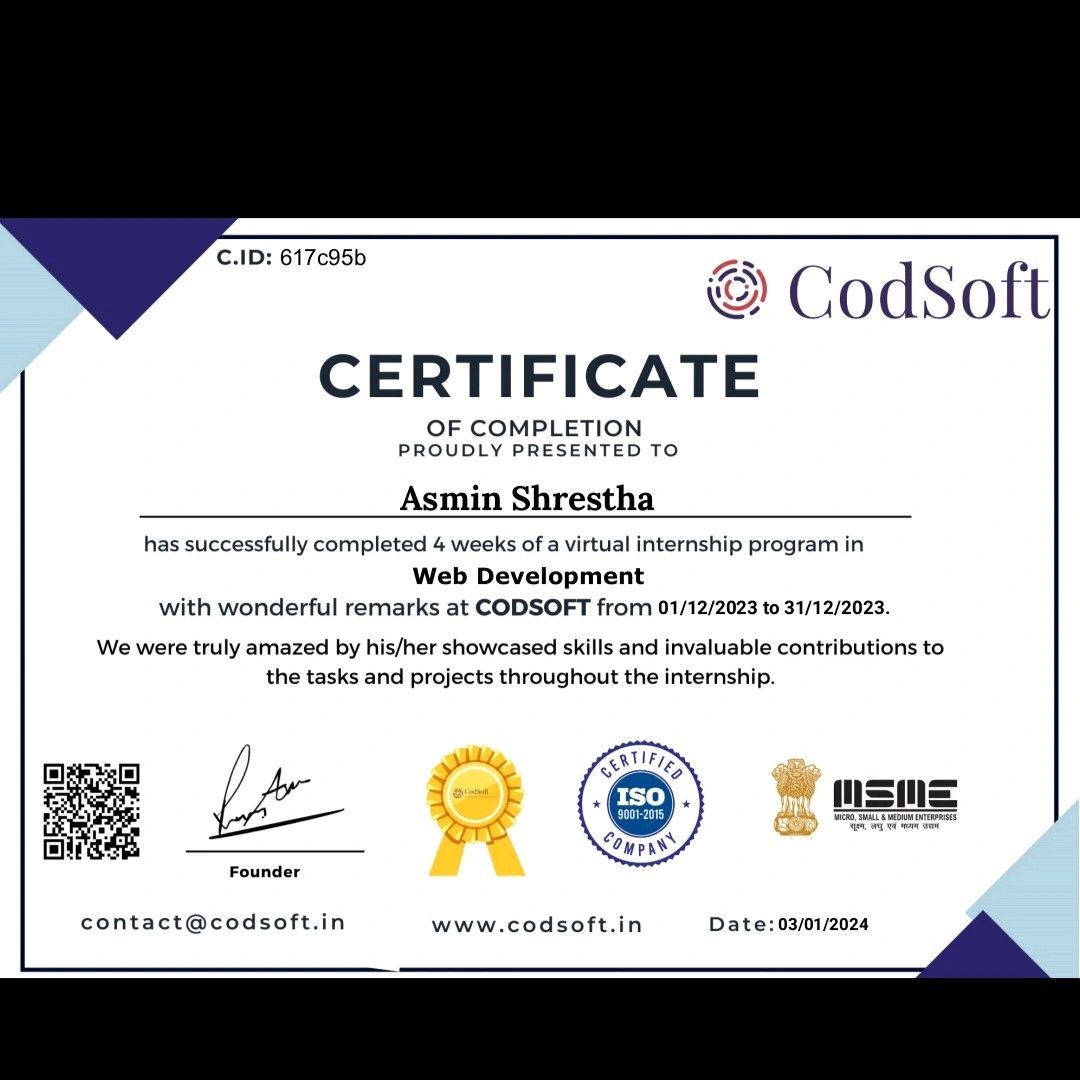 C.ID: 617c95b
CodSoft
CERTIFICATE
OF COMPLETION
PROUDLY PRESENTED TO
Asmin Shrestha
has successfully completed 4 weeks of a virtual internship program in
Web Development
with wonderful remarks at CODSOFT from 01/12/2023 to 31/12/2023.
We were truly amazed by his/her showcased skills and invaluable contributions to
the tasks and projects throughout the internship.
CodSoft
CERTIFIED
ISO
9001-2015
COMPANY
MSME
MICRO, SMALL & MEDIUM ENTERPRISES
सूक्ष्म, लघु एवं मध्यम उद्यम
Founder
contact@codsoft.in
www.codsoft.in
Date: 03/01/2024